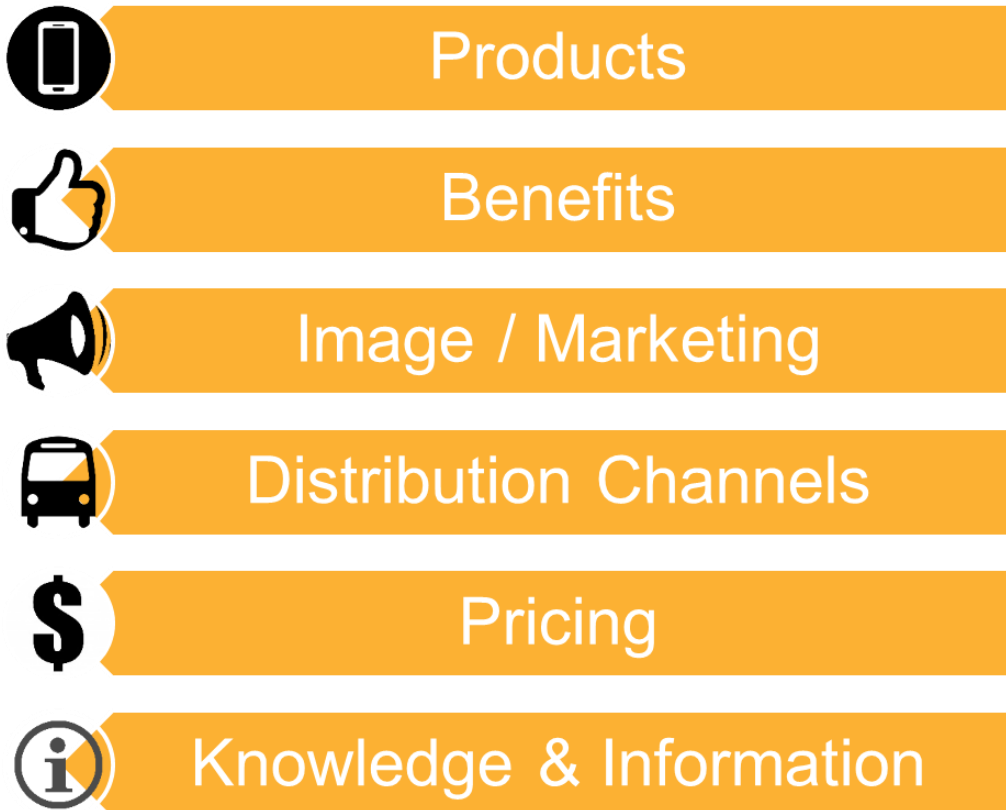 Products
Benefits
Image / Marketing
Distribution Channels
$ Pricing
Knowledge & Information